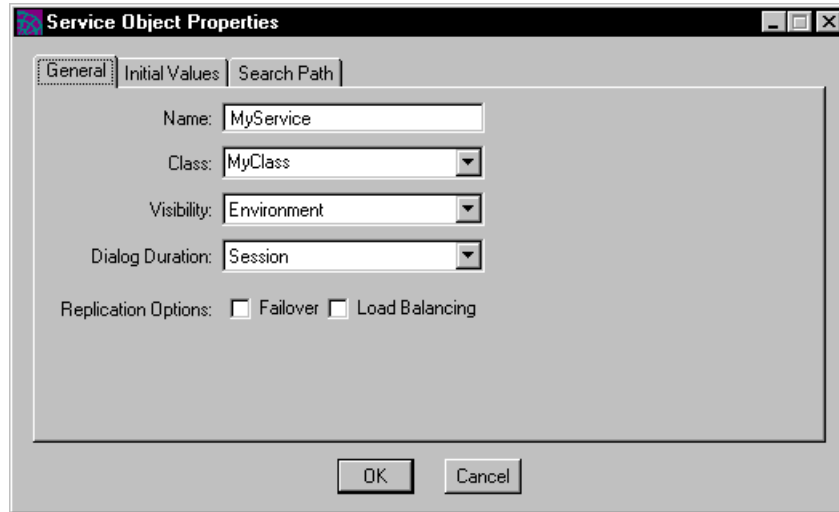 Service Object Properties
General Initial Values Search Path
Name: MyService
Class: MyClass
Visibility: Environment
Dialog Duration: Session
Replication Options: Failover Load Balancing
OK Cancel